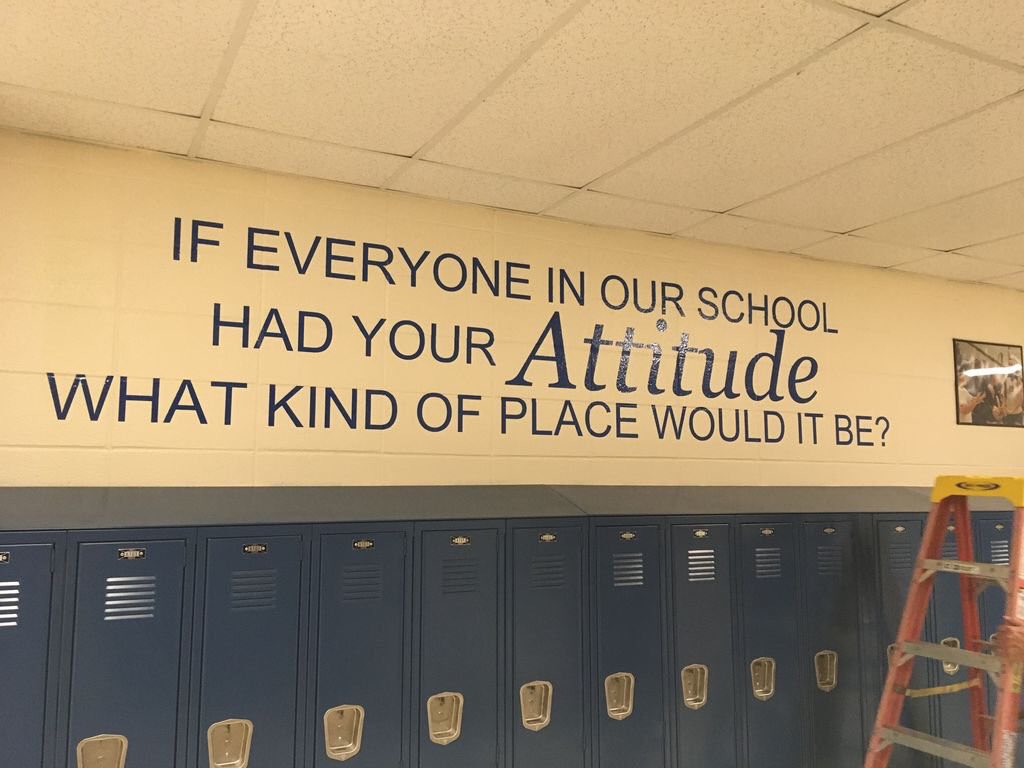 IF EVERYONE IN OUR SCHOOL
HAD YOUR Attitude
WHAT KIND OF PLACE WOULD IT BE?